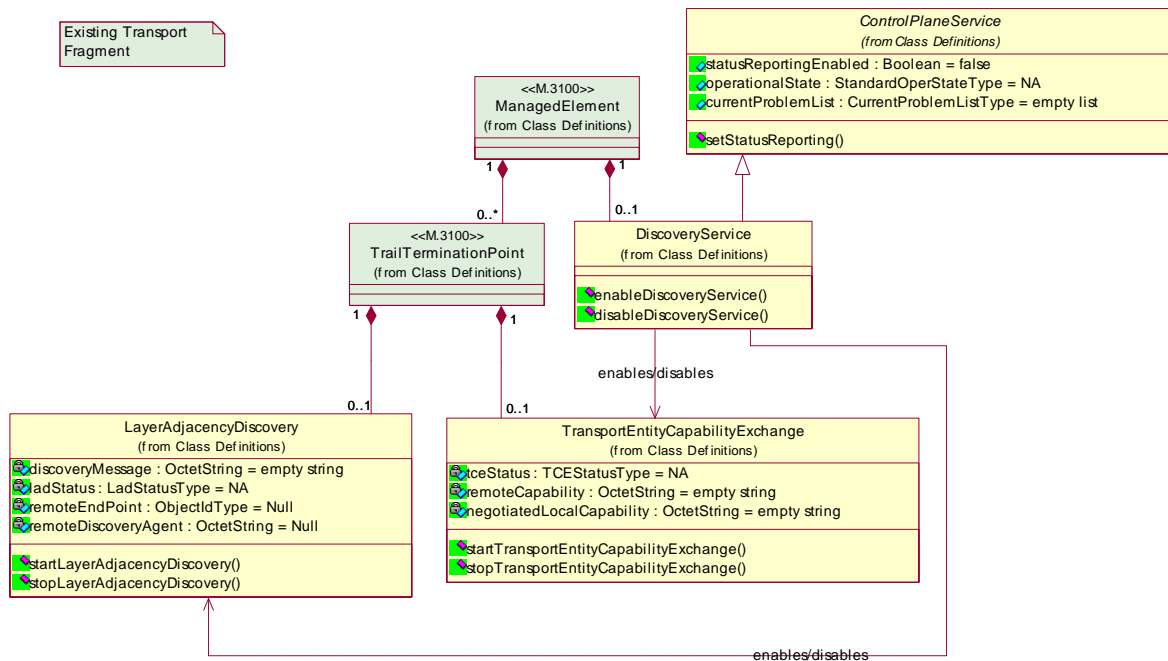 Existing Transport
Fragment
ControlPlaneService
(from Class Definitions)
statusReportingEnabled : Boolean = false
operationalState : StandardOperStateType = NA
currentProblemList : CurrentProblemListType = empty list
setStatusReporting()
<<M.3100>>
ManagedElement
(from Class Definitions)
1
1
0..*
0..1
<<M.3100>>
TrailTerminationPoint
(from Class Definitions)
DiscoveryService
(from Class Definitions)
enableDiscoveryService()
disableDiscoveryService()
1
1
enables/disables
0..1
0..1
LayerAdjacencyDiscovery
(from Class Definitions)
discoveryMessage : OctetString = empty string
ladStatus : LadStatusType = NA
remoteEndPoint : ObjectIdType = Null
remoteDiscoveryAgent : OctetString = Null
startLayerAdjacencyDiscovery()
stopLayerAdjacencyDiscovery()
TransportEntityCapabilityExchange
(from Class Definitions)
tceStatus : TCEStatusType = NA
remoteCapability : OctetString = empty string
negotiatedLocalCapability : OctetString = empty string
startTransportEntityCapabilityExchange()
stopTransportEntityCapabilityExchange()
enables/disables